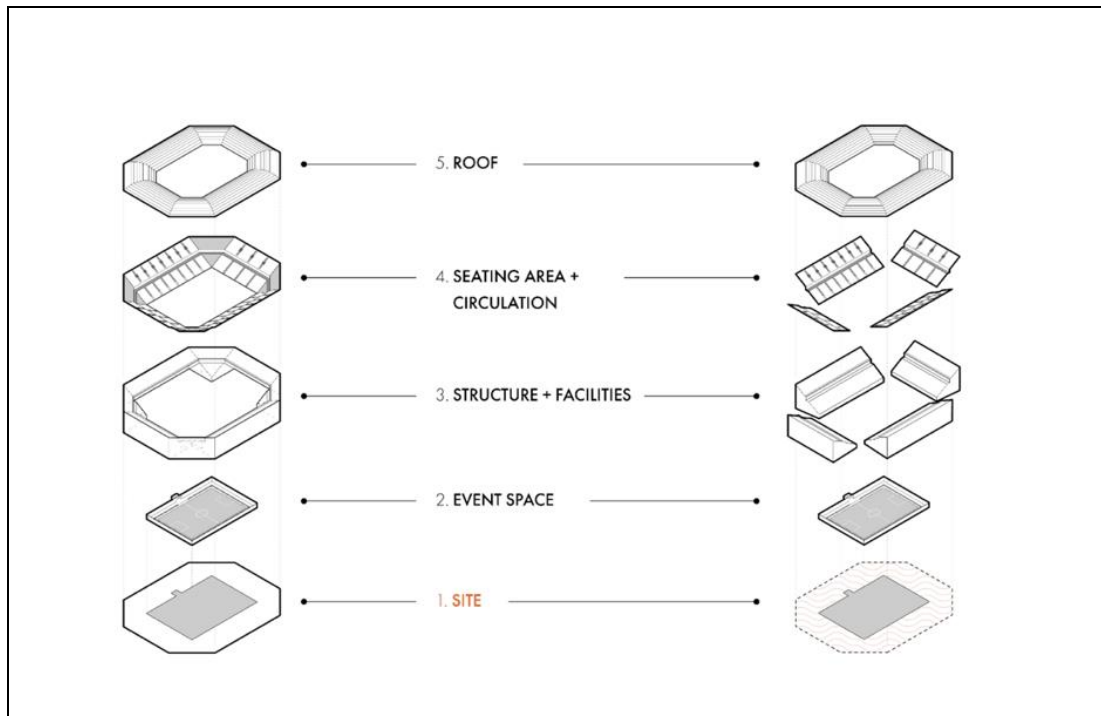 5. ROOF
4. SEATING AREA +
CIRCULATION
3. STRUCTURE + FACILITIES
2. EVENT SPACE
1. SITE